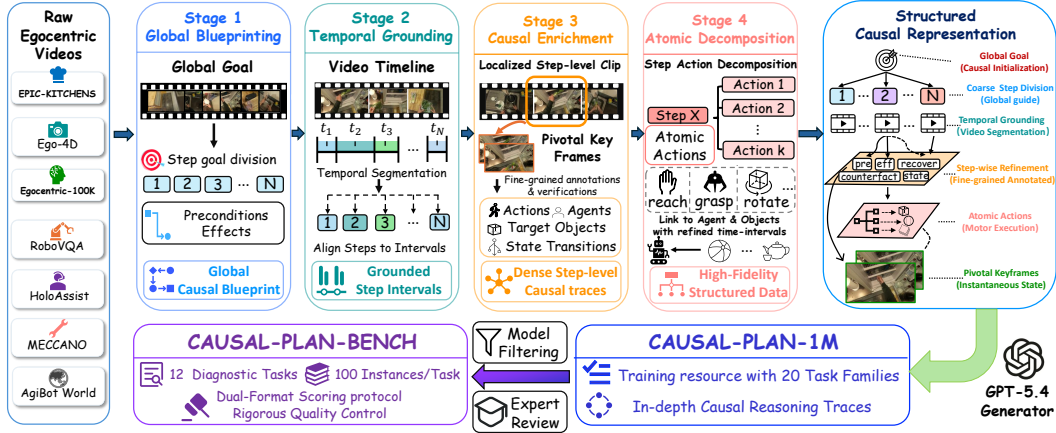 Raw
Egocentric
Videos
EPIC-KITCHENS
Ego-4D
Egocentric-100K
RoboVQA
HoloAssist
MECCANO
AgiBot World
Stage 1
Global Blueprinting
Global Goal
Step goal division
1 2 3 ... N
Preconditions
Effects
Global
Causal Blueprint
Stage 2
Temporal Grounding
Video Timeline
t1 t2 t3 ... tN
Temporal Segmentation
1 2 3 ... N
Align Steps to Intervals
Grounded
Step Intervals
Stage 3
Causal Enrichment
Localized Step-level Clip
Pivotal Key
Frames
Fine-grained annotations
& verifications
Actions Agents
Target Objects
State Transitions
Dense Step-level
Causal traces
Stage 4
Atomic Decomposition
Step Action Decomposition
Step X
Atomic
Actions
Action 1
Action 2
⋮
Action k
reach grasp rotate ...
Link to Agent & Objects
with refined time-intervals
...
High-Fidelity
Structured Data
Structured
Causal Representation
Global Goal
(Causal Initialization)
1 ... 2 ... N
Coarse Step Division
(Global guide)
... ...
Temporal Grounding
(Video Segmentation)
pre eff recover
counterfact state
Step-wise Refinement
(Fine-grained Annotated)
Atomic Actions
(Motor Execution)
Pivotal Keyframes
(Instantaneous State)
CAUSAL-PLAN-BENCH
12 Diagnostic Tasks 100 Instances/Task
Dual-Format Scoring protocol
Rigorous Quality Control
Model
Filtering
Expert
Review
CAUSAL-PLAN-1M
Training resource with 20 Task Families
In-depth Causal Reasoning Traces
GPT-5.4
Generator